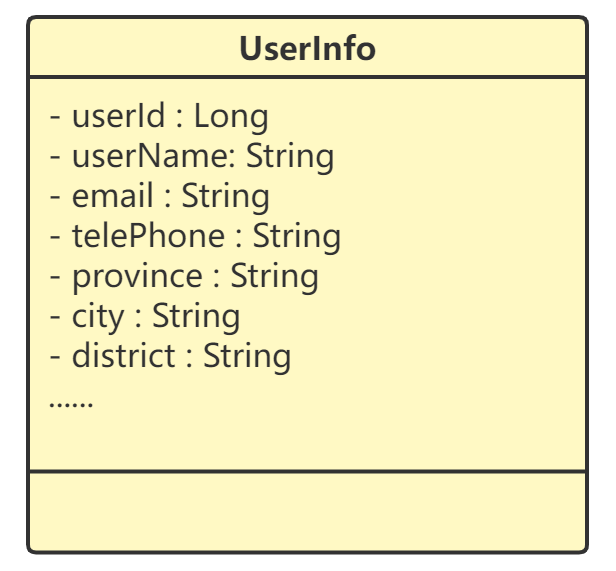 UserInfo
- userId : Long
- userName: String
- email : String
- telePhone : String
- province : String
- city : String
- district : String
......